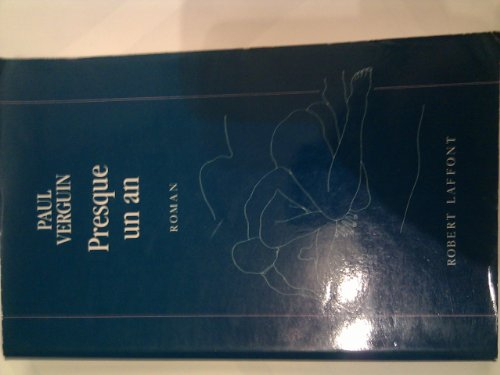 PAUL
VERGUIN
Presque
un an
ROMAN
ROBERT LAFFONT